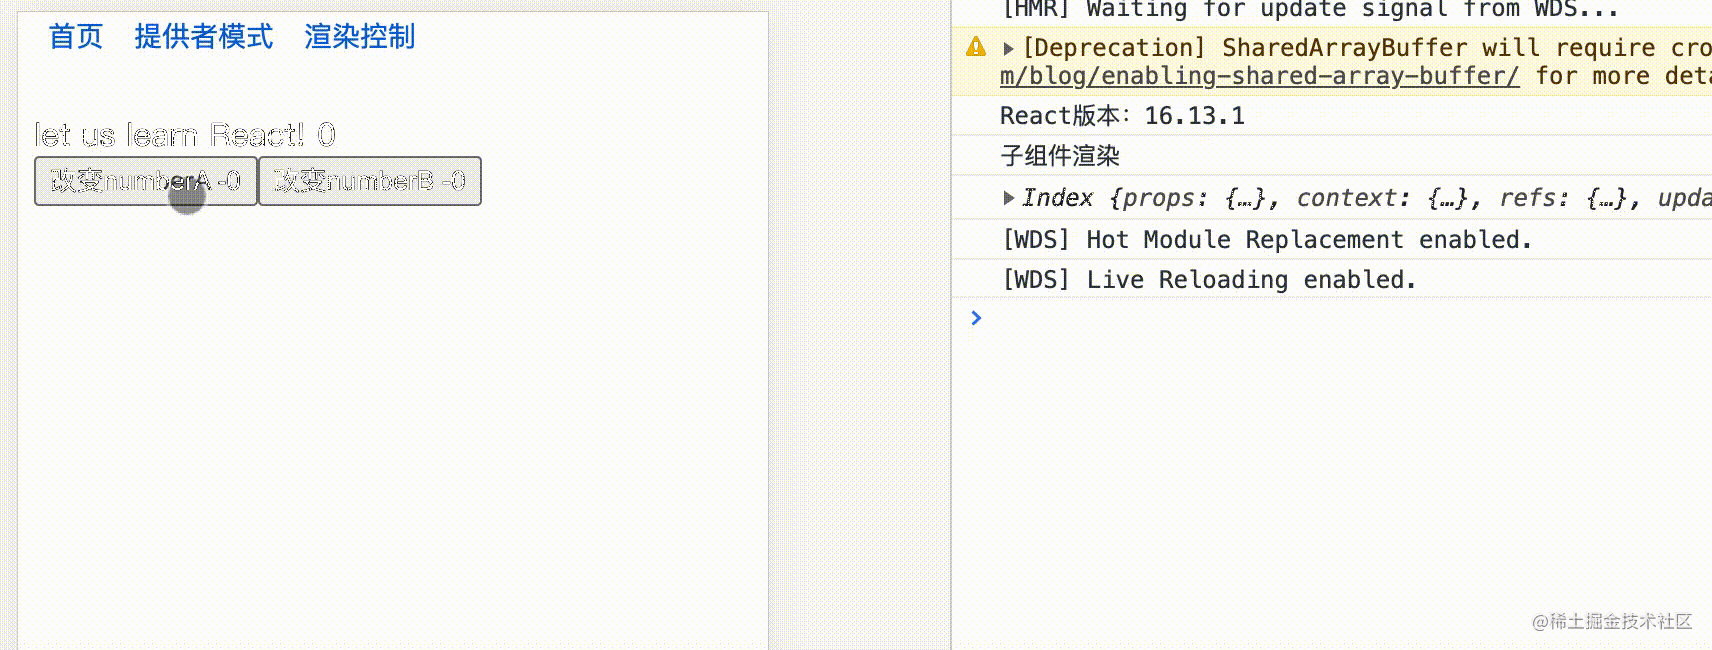 首页 提供者模式 渲染控制
let us learn React! 0
改变numberA -0 改变numberB -0
[HMR] Waiting for update signal from WDS...
[Deprecation] SharedArrayBuffer will require cro
m/blog/enabling-shared-array-buffer/ for more deta
React版本：16.13.1
子组件渲染
Index {props: {…}, context: {…}, refs: {…}, upda
[WDS] Hot Module Replacement enabled.
[WDS] Live Reloading enabled.
@稀土掘金技术社区